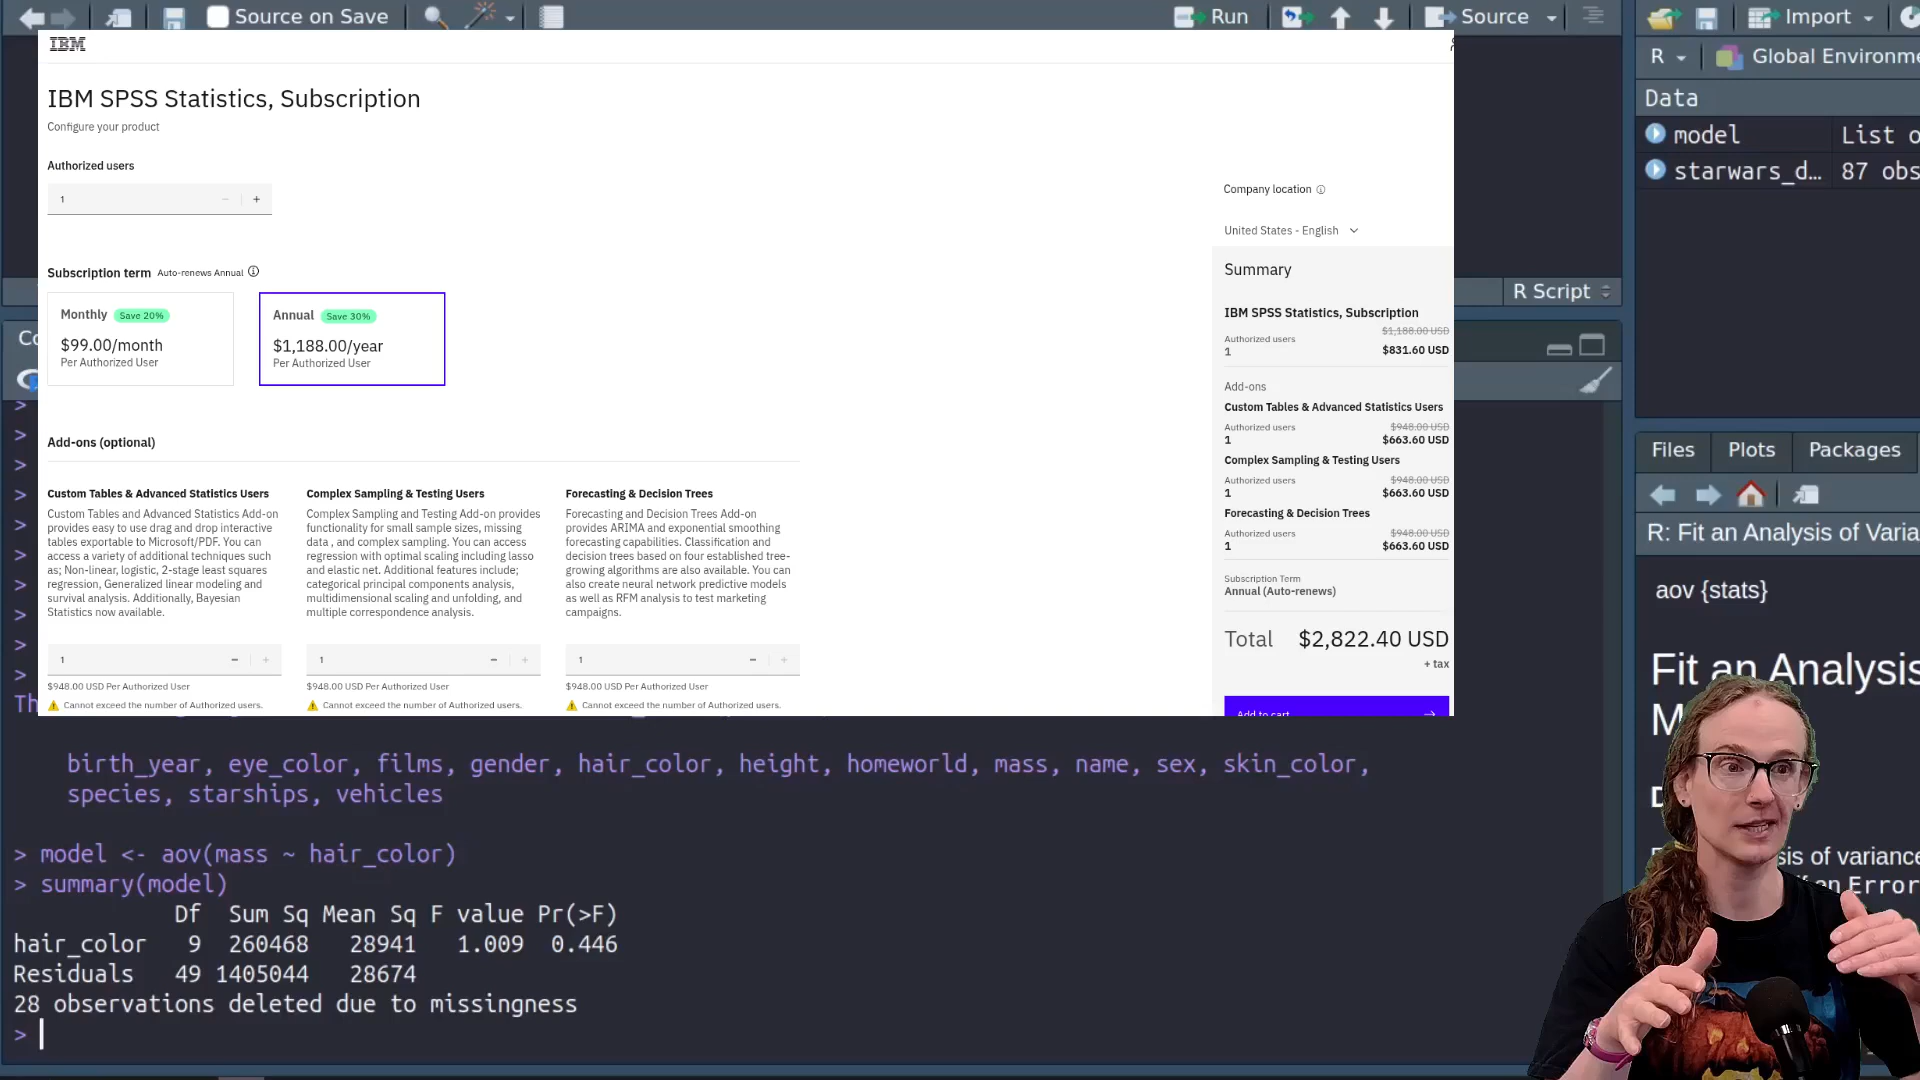 Source on Save
Run
Source
Import
R
Global Environme
Data
model
List o
starwars_d...
87 obs
IBM
IBM SPSS Statistics, Subscription
Configure your product
Authorized users
1
Subscription term Auto-renews Annual
Monthly Save 20%
$99.00/month
Per Authorized User
Annual Save 30%
$1,188.00/year
Per Authorized User
Add-ons (optional)
Custom Tables & Advanced Statistics Users
Custom Tables and Advanced Statistics Add-on
provides easy to use drag and drop interactive
tables exportable to Microsoft/PDF. You can
access a variety of additional techniques such
as; Non-linear, logistic, 2-stage least squares
regression, Generalized linear modeling and
survival analysis. Additionally, Bayesian
Statistics now available.
1
$948.00 USD Per Authorized User
Cannot exceed the number of Authorized users.
Complex Sampling & Testing Users
Complex Sampling and Testing Add-on provides
functionality for small sample sizes, missing
data , and complex sampling. You can access
regression with optimal scaling including lasso
and elastic net. Additional features include;
categorical principal components analysis,
multidimensional scaling and unfolding, and
multiple correspondence analysis.
1
$948.00 USD Per Authorized User
Cannot exceed the number of Authorized users.
Forecasting & Decision Trees
Forecasting and Decision Trees Add-on
provides ARIMA and exponential smoothing
forecasting capabilities. Classification and
decision trees based on four established tree-
growing algorithms are also available. You can
also create neural network predictive models
as well as RFM analysis to test marketing
campaigns.
1
$948.00 USD Per Authorized User
Cannot exceed the number of Authorized users.
Company location
United States - English
Summary
IBM SPSS Statistics, Subscription
$1,188.00 USD
Authorized users
1 $831.60 USD
Add-ons
Custom Tables & Advanced Statistics Users
Authorized users $948.00 USD
1 $663.60 USD
Complex Sampling & Testing Users
Authorized users $948.00 USD
1 $663.60 USD
Forecasting & Decision Trees
Authorized users $948.00 USD
1 $663.60 USD
Subscription Term
Annual (Auto-renews)
Total $2,822.40 USD
+ tax
Add to cart
R Script
Co
>
>
>
>
>
>
>
>
>
>
Th
birth_year, eye_color, films, gender, hair_color, height, homeworld, mass, name, sex, skin_color,
species, starships, vehicles
> model <- aov(mass ~ hair_color)
> summary(model)
Df Sum Sq Mean Sq F value Pr(>F)
hair_color 9 260468 28941 1.009 0.446
Residuals 49 1405044 28674
28 observations deleted due to missingness
>
Files
Plots
Packages
R: Fit an Analysis of Varia
aov {stats}
Fit an Analysis
M
D
sis of variance
an Error